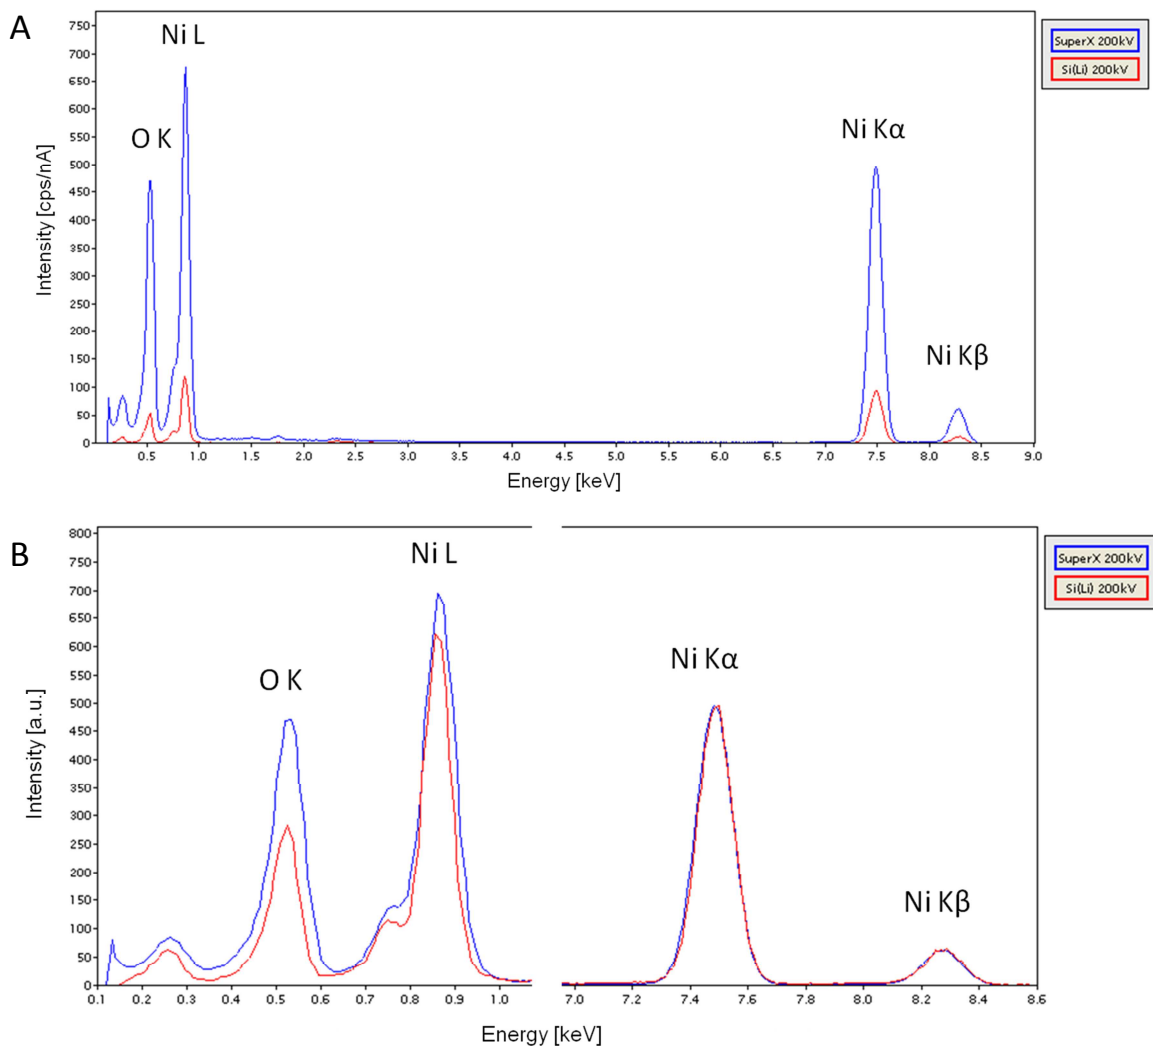 A
Intensity [cps/nA]
750
700
650
600
550
500
450
400
350
300
250
200
150
100
50
0
O K
Ni L
Ni Kα
Ni Kβ
SuperX 200kV
Si(Li) 200kV
0.5 1.0 1.5 2.0 2.5 3.0 3.5 4.0 4.5 5.0 5.5 6.0 6.5 7.0 7.5 8.0 8.5 9.0
Energy [keV]
B
Intensity [a.u.]
800
750
700
650
600
550
500
450
400
350
300
250
200
150
100
50
0
O K
Ni L
Ni Kα
Ni Kβ
SuperX 200kV
Si(Li) 200kV
0.1 0.2 0.3 0.4 0.5 0.6 0.7 0.8 0.9 1.0 7.0 7.4 7.6 7.8 8.0 8.2 8.4 8.6
Energy [keV]